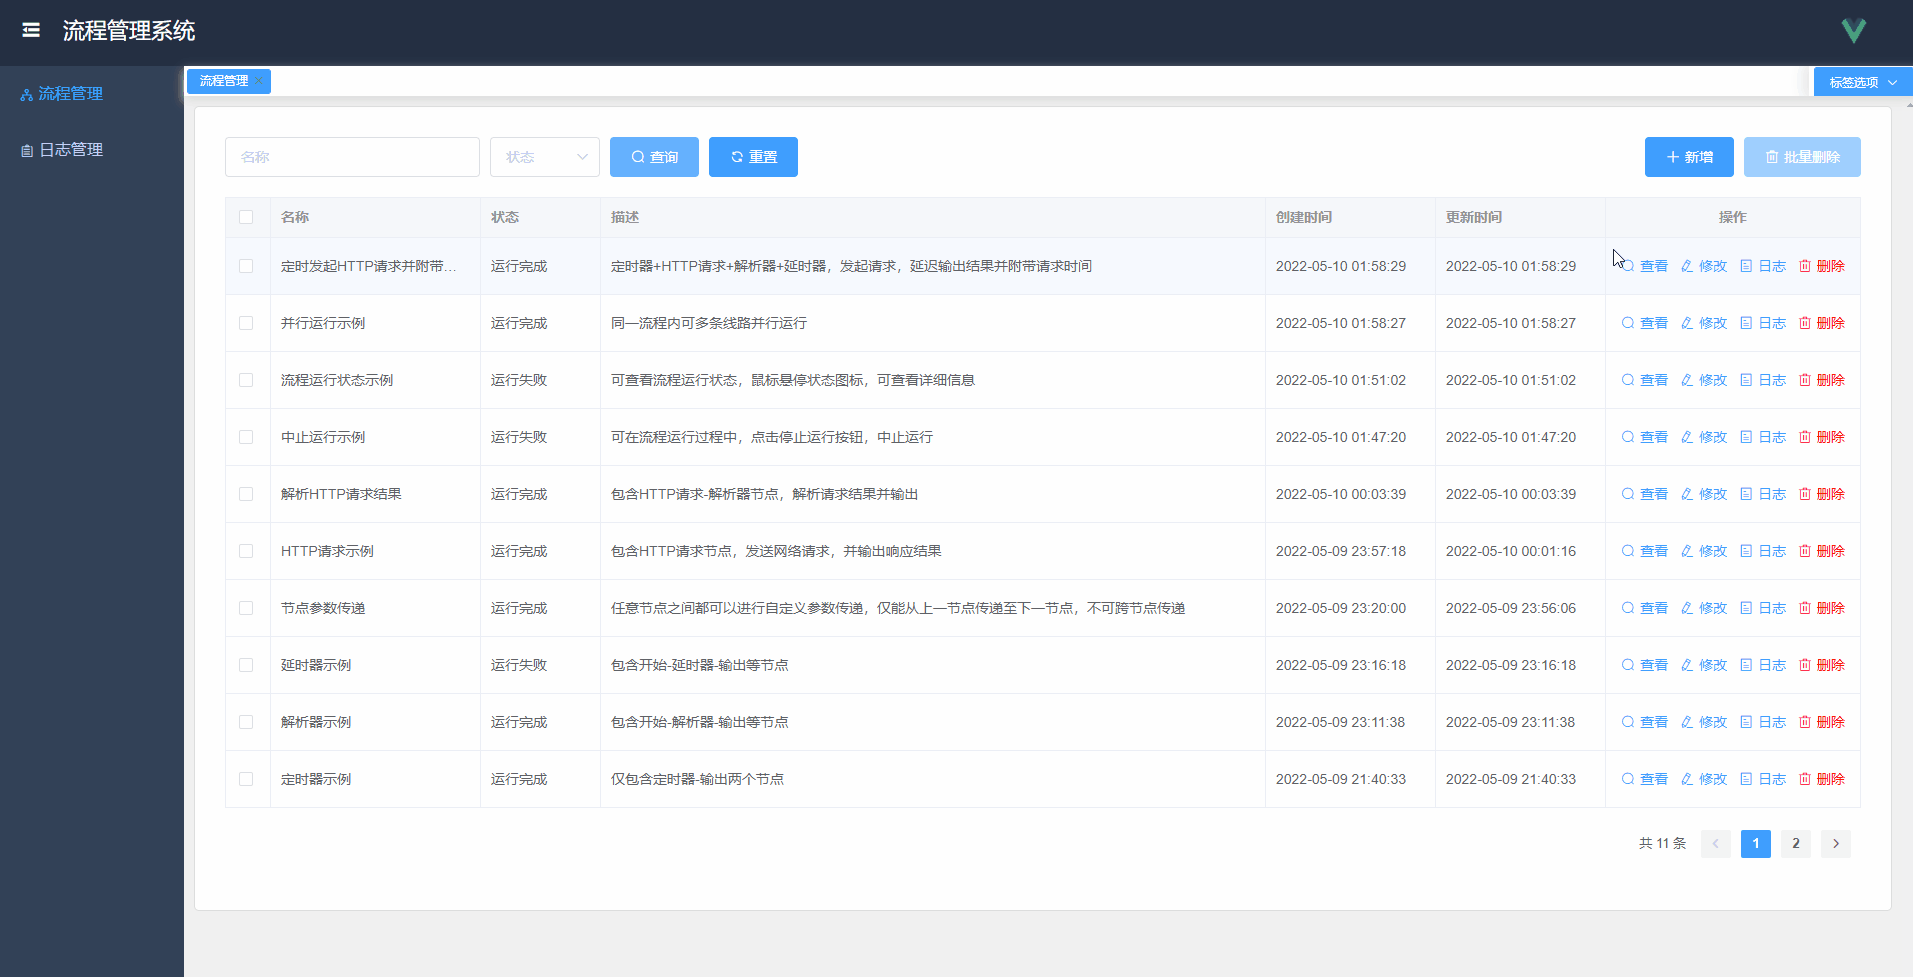 流程管理系统
流程管理
日志管理
流程管理
标签选项
名称 状态 查询 重置 新增 批量删除
名称 状态 描述 创建时间 更新时间 操作
定时发起HTTP请求并附带... 运行完成 定时器+HTTP请求+解析器+延时器，发起请求，延迟输出结果并附带请求时间 2022-05-10 01:58:29 2022-05-10 01:58:29 查看 修改 日志 删除
并行运行示例 运行完成 同一流程内可多条线路并行运行 2022-05-10 01:58:27 2022-05-10 01:58:27 查看 修改 日志 删除
流程运行状态示例 运行失败 可查看流程运行状态，鼠标悬停状态图标，可查看详细信息 2022-05-10 01:51:02 2022-05-10 01:51:02 查看 修改 日志 删除
中止运行示例 运行失败 可在流程运行过程中，点击停止运行按钮，中止运行 2022-05-10 01:47:20 2022-05-10 01:47:20 查看 修改 日志 删除
解析HTTP请求结果 运行完成 包含HTTP请求-解析器节点，解析请求结果并输出 2022-05-10 00:03:39 2022-05-10 00:03:39 查看 修改 日志 删除
HTTP请求示例 运行完成 包含HTTP请求节点，发送网络请求，并输出响应结果 2022-05-09 23:57:18 2022-05-10 00:01:16 查看 修改 日志 删除
节点参数传递 运行完成 任意节点之间都可以进行自定义参数传递，仅能从上一节点传递至下一节点，不可跨节点传递 2022-05-09 23:20:00 2022-05-09 23:56:06 查看 修改 日志 删除
延时器示例 运行失败 包含开始-延时器-输出等节点 2022-05-09 23:16:18 2022-05-09 23:16:18 查看 修改 日志 删除
解析器示例 运行完成 包含开始-解析器-输出等节点 2022-05-09 23:11:38 2022-05-09 23:11:38 查看 修改 日志 删除
定时器示例 运行完成 仅包含定时器-输出两个节点 2022-05-09 21:40:33 2022-05-09 21:40:33 查看 修改 日志 删除
共 11 条 1 2